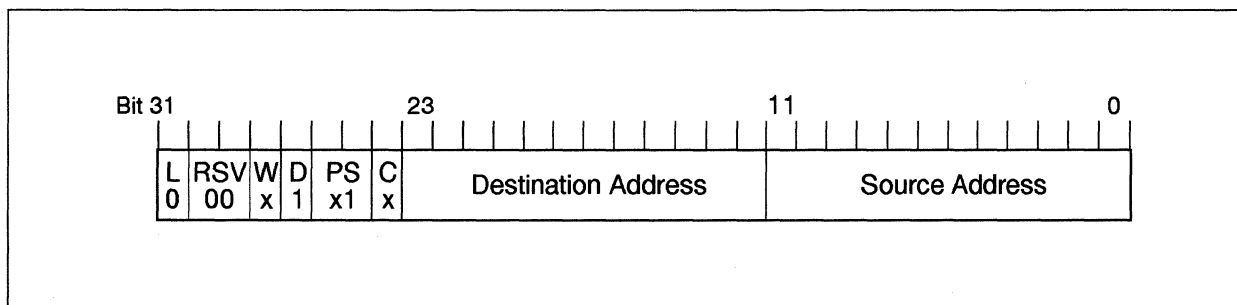 Bit 31 23 11 0
L RSV W D PS C Destination Address Source Address
0 00 x 1 x1 x